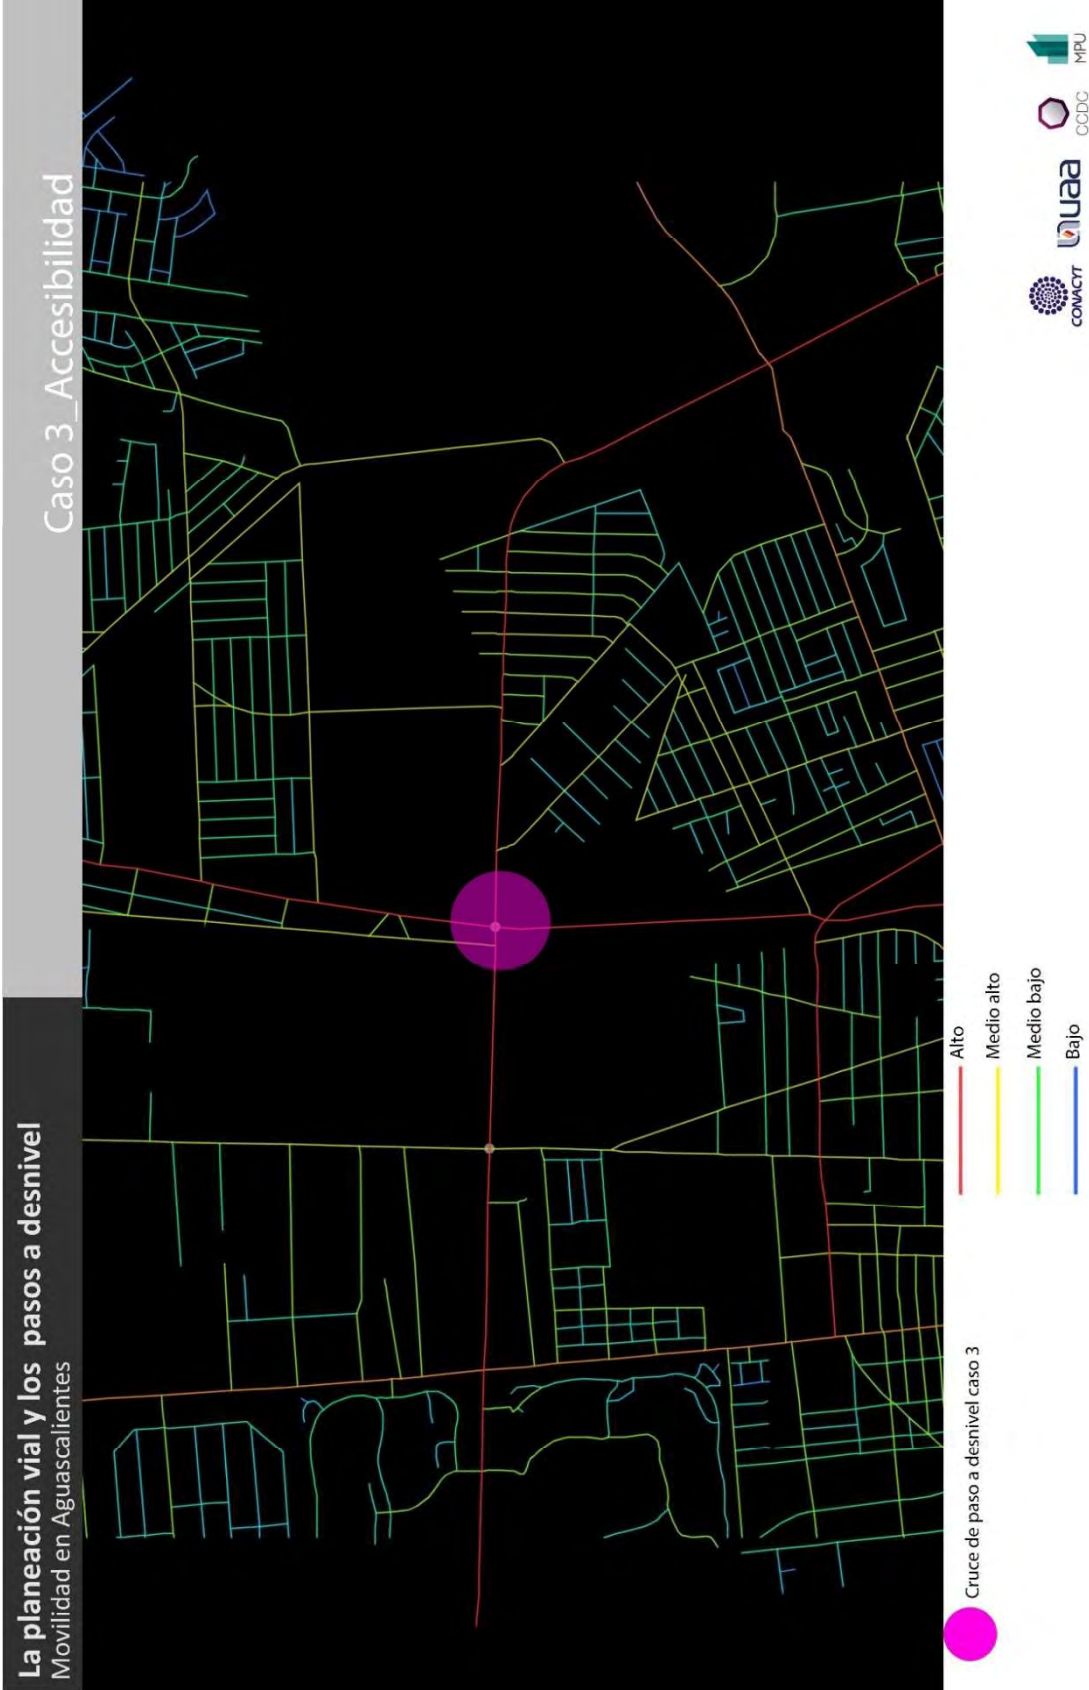 La planeación vial y los pasos a desnivel
Movilidad en Aguascalientes
Caso 3_Accesibilidad
Cruce de paso a desnivel caso 3
Alto
Medio alto
Medio bajo
Bajo
CONACYT
uaa
CCDC
MPU